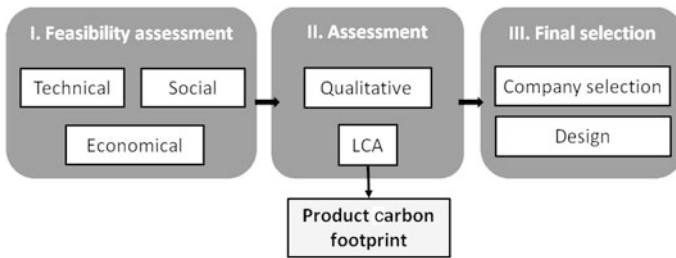 I. Feasibility assessment
Technical
Social
Economical
II. Assessment
Qualitative
LCA
Product carbon
footprint
III. Final selection
Company selection
Design